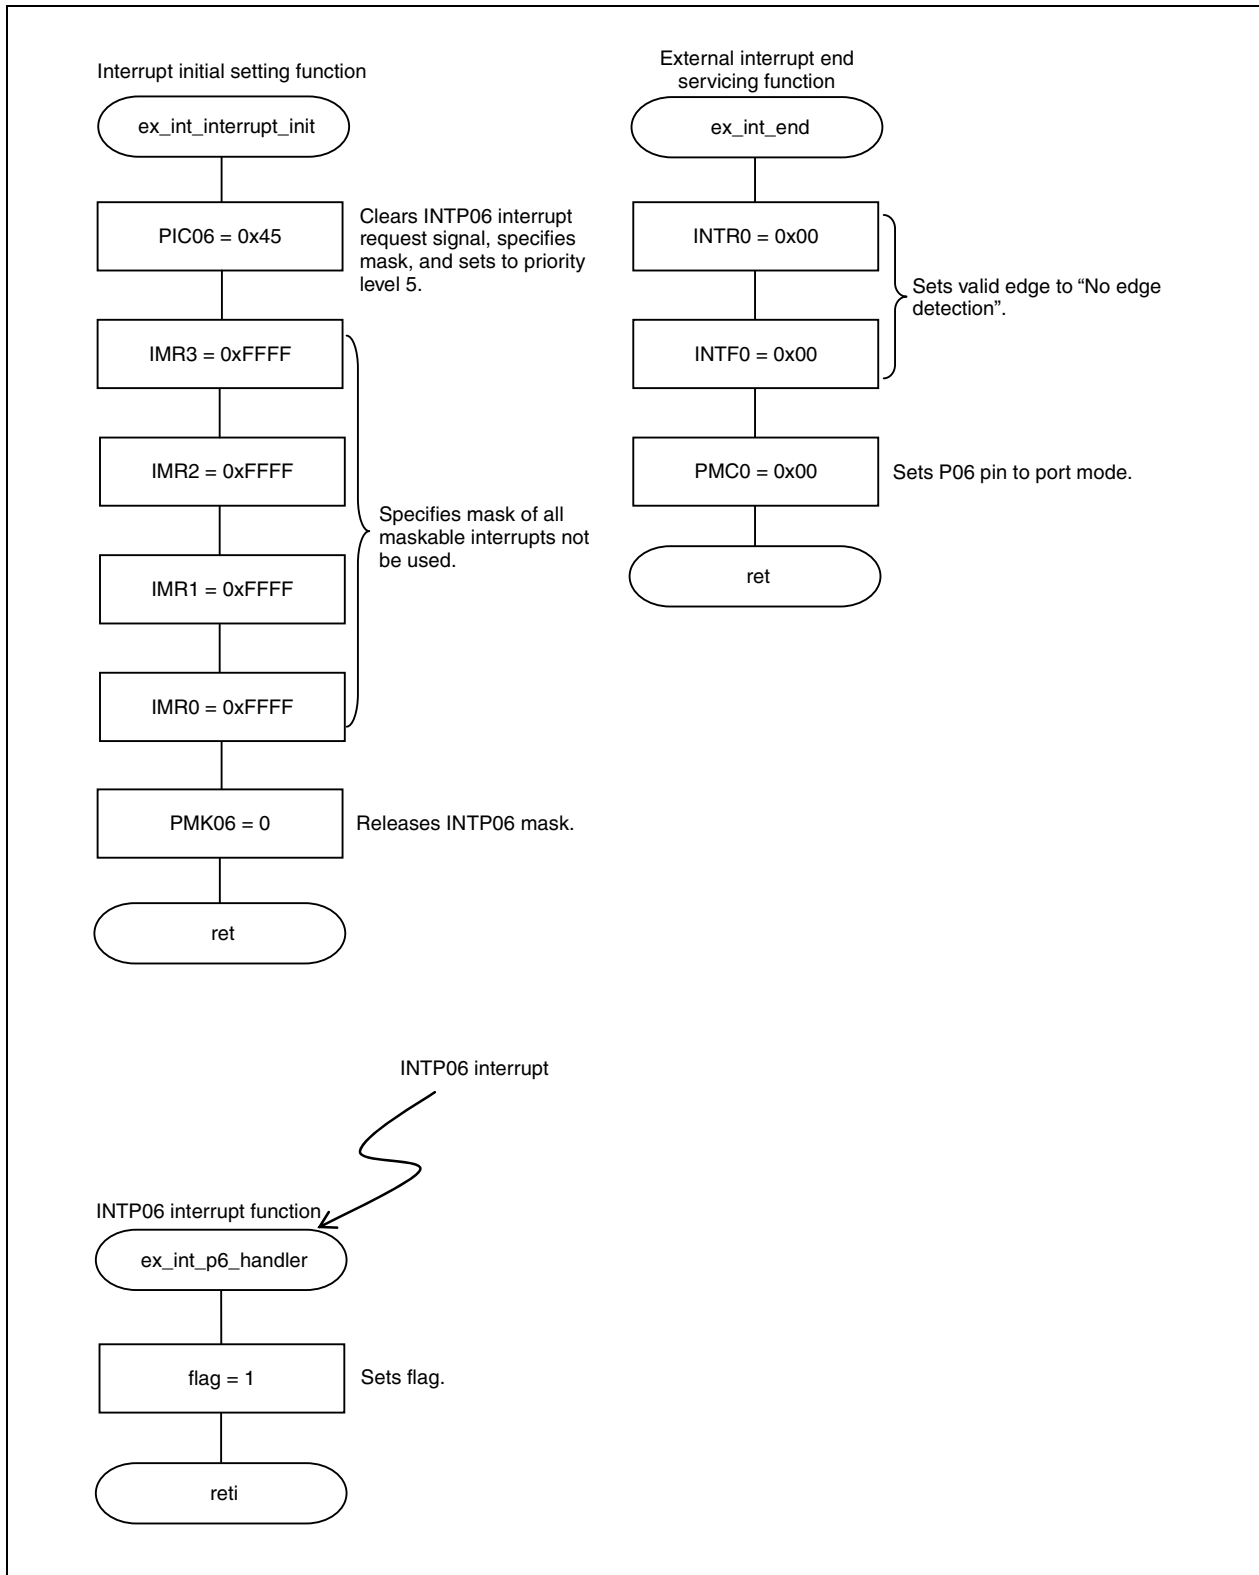 Interrupt initial setting function
ex_int_interrupt_init
PIC06 = 0x45
Clears INTP06 interrupt
request signal, specifies
mask, and sets to priority
level 5.
IMR3 = 0xFFFF
IMR2 = 0xFFFF
IMR1 = 0xFFFF
IMR0 = 0xFFFF
Specifies mask of all
maskable interrupts not
be used.
PMK06 = 0
Releases INTP06 mask.
ret
External interrupt end
servicing function
ex_int_end
INTR0 = 0x00
INTF0 = 0x00
Sets valid edge to “No edge
detection”.
PMC0 = 0x00
Sets P06 pin to port mode.
ret
INTP06 interrupt
INTP06 interrupt function
ex_int_p6_handler
flag = 1
Sets flag.
reti